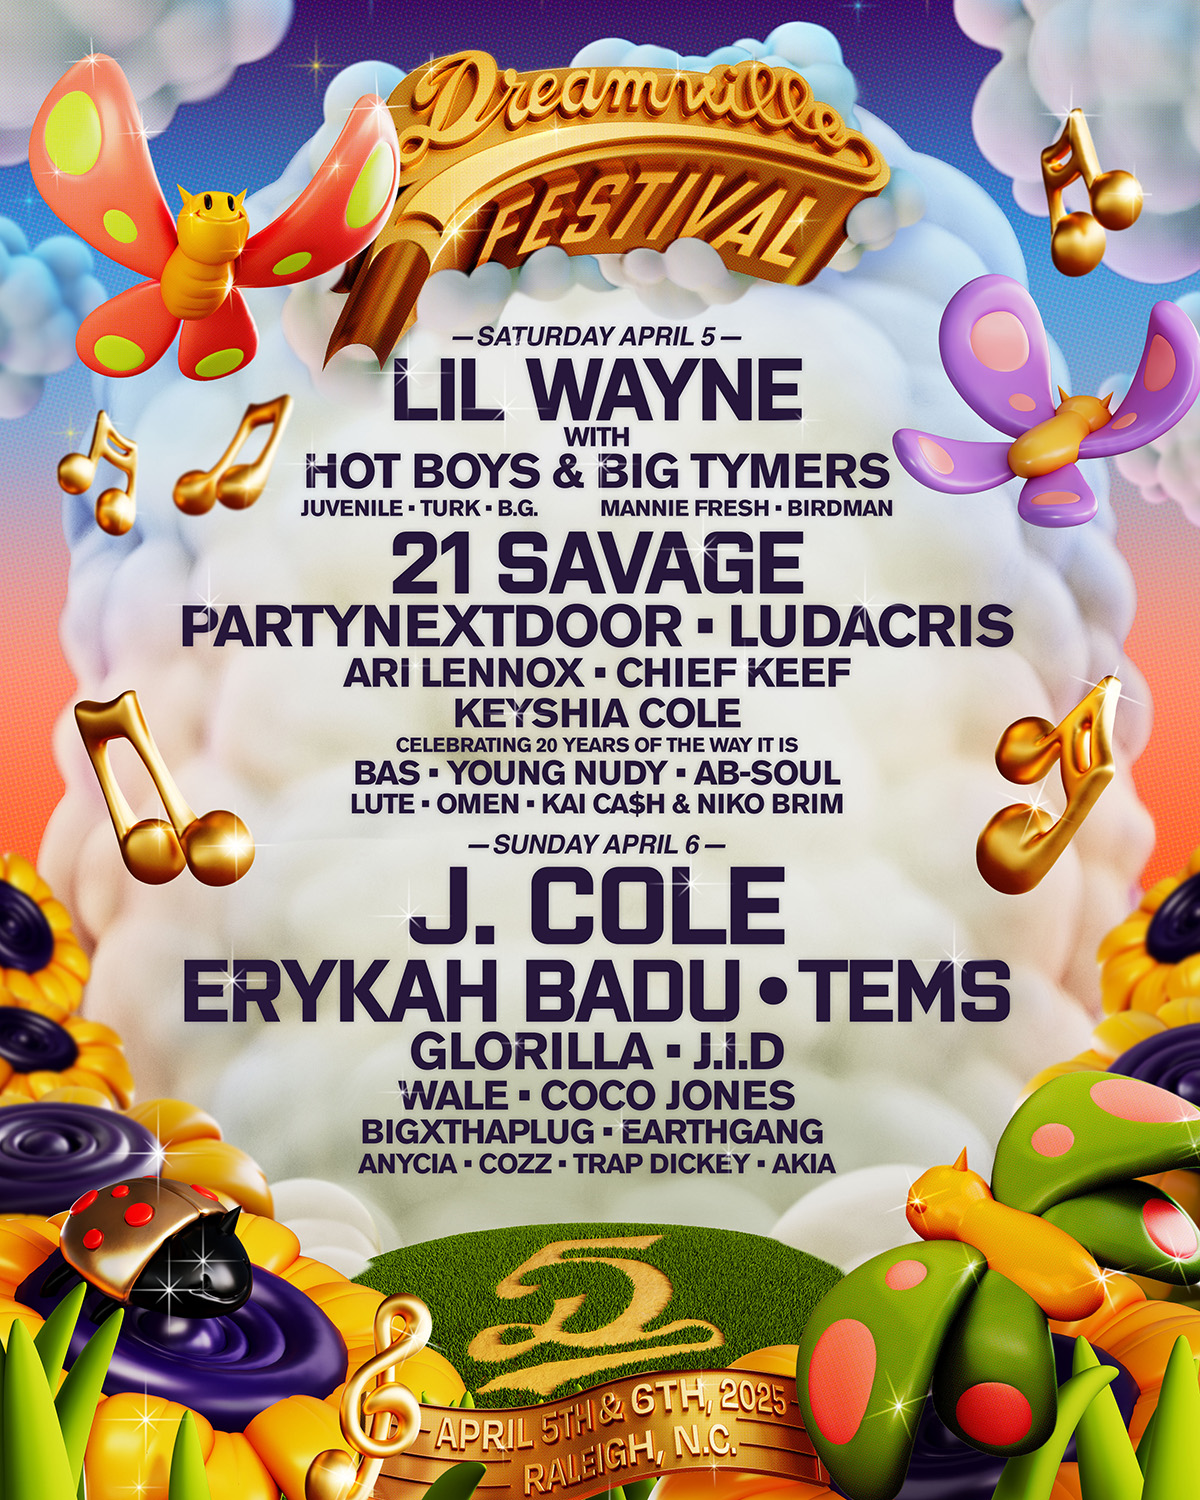 Dreamville
FESTIVAL
—SATURDAY APRIL 5—
LIL WAYNE
WITH
HOT BOYS & BIG TYMERS
JUVENILE ▪ TURK ▪ B.G. MANNIE FRESH ▪ BIRDMAN
21 SAVAGE
PARTYNEXTDOOR ▪ LUDACRIS
ARI LENNOX ▪ CHIEF KEEF
KEYSHIA COLE
CELEBRATING 20 YEARS OF THE WAY IT IS
BAS ▪ YOUNG NUDY ▪ AB-SOUL
LUTE ▪ OMEN ▪ KAI CA$H & NIKO BRIM
—SUNDAY APRIL 6—
J. COLE
ERYKAH BADU • TEMS
GLORILLA ▪ J.I.D
WALE ▪ COCO JONES
BIGXTHAPLUG ▪ EARTHGANG
ANYCIA ▪ COZZ ▪ TRAP DICKEY ▪ AKIA
5D
APRIL 5TH & 6TH, 2025
RALEIGH, N.C.